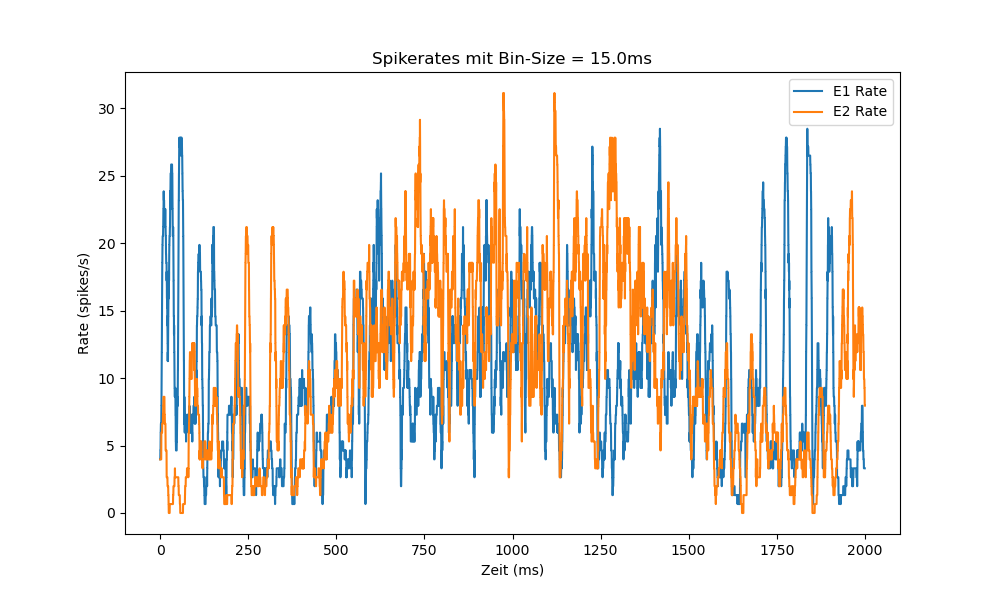 Spikerates mit Bin-Size = 15.0ms
E1 Rate
E2 Rate
Rate (spikes/s)
30
25
20
15
10
5
0
0 250 500 750 1000 1250 1500 1750 2000
Zeit (ms)